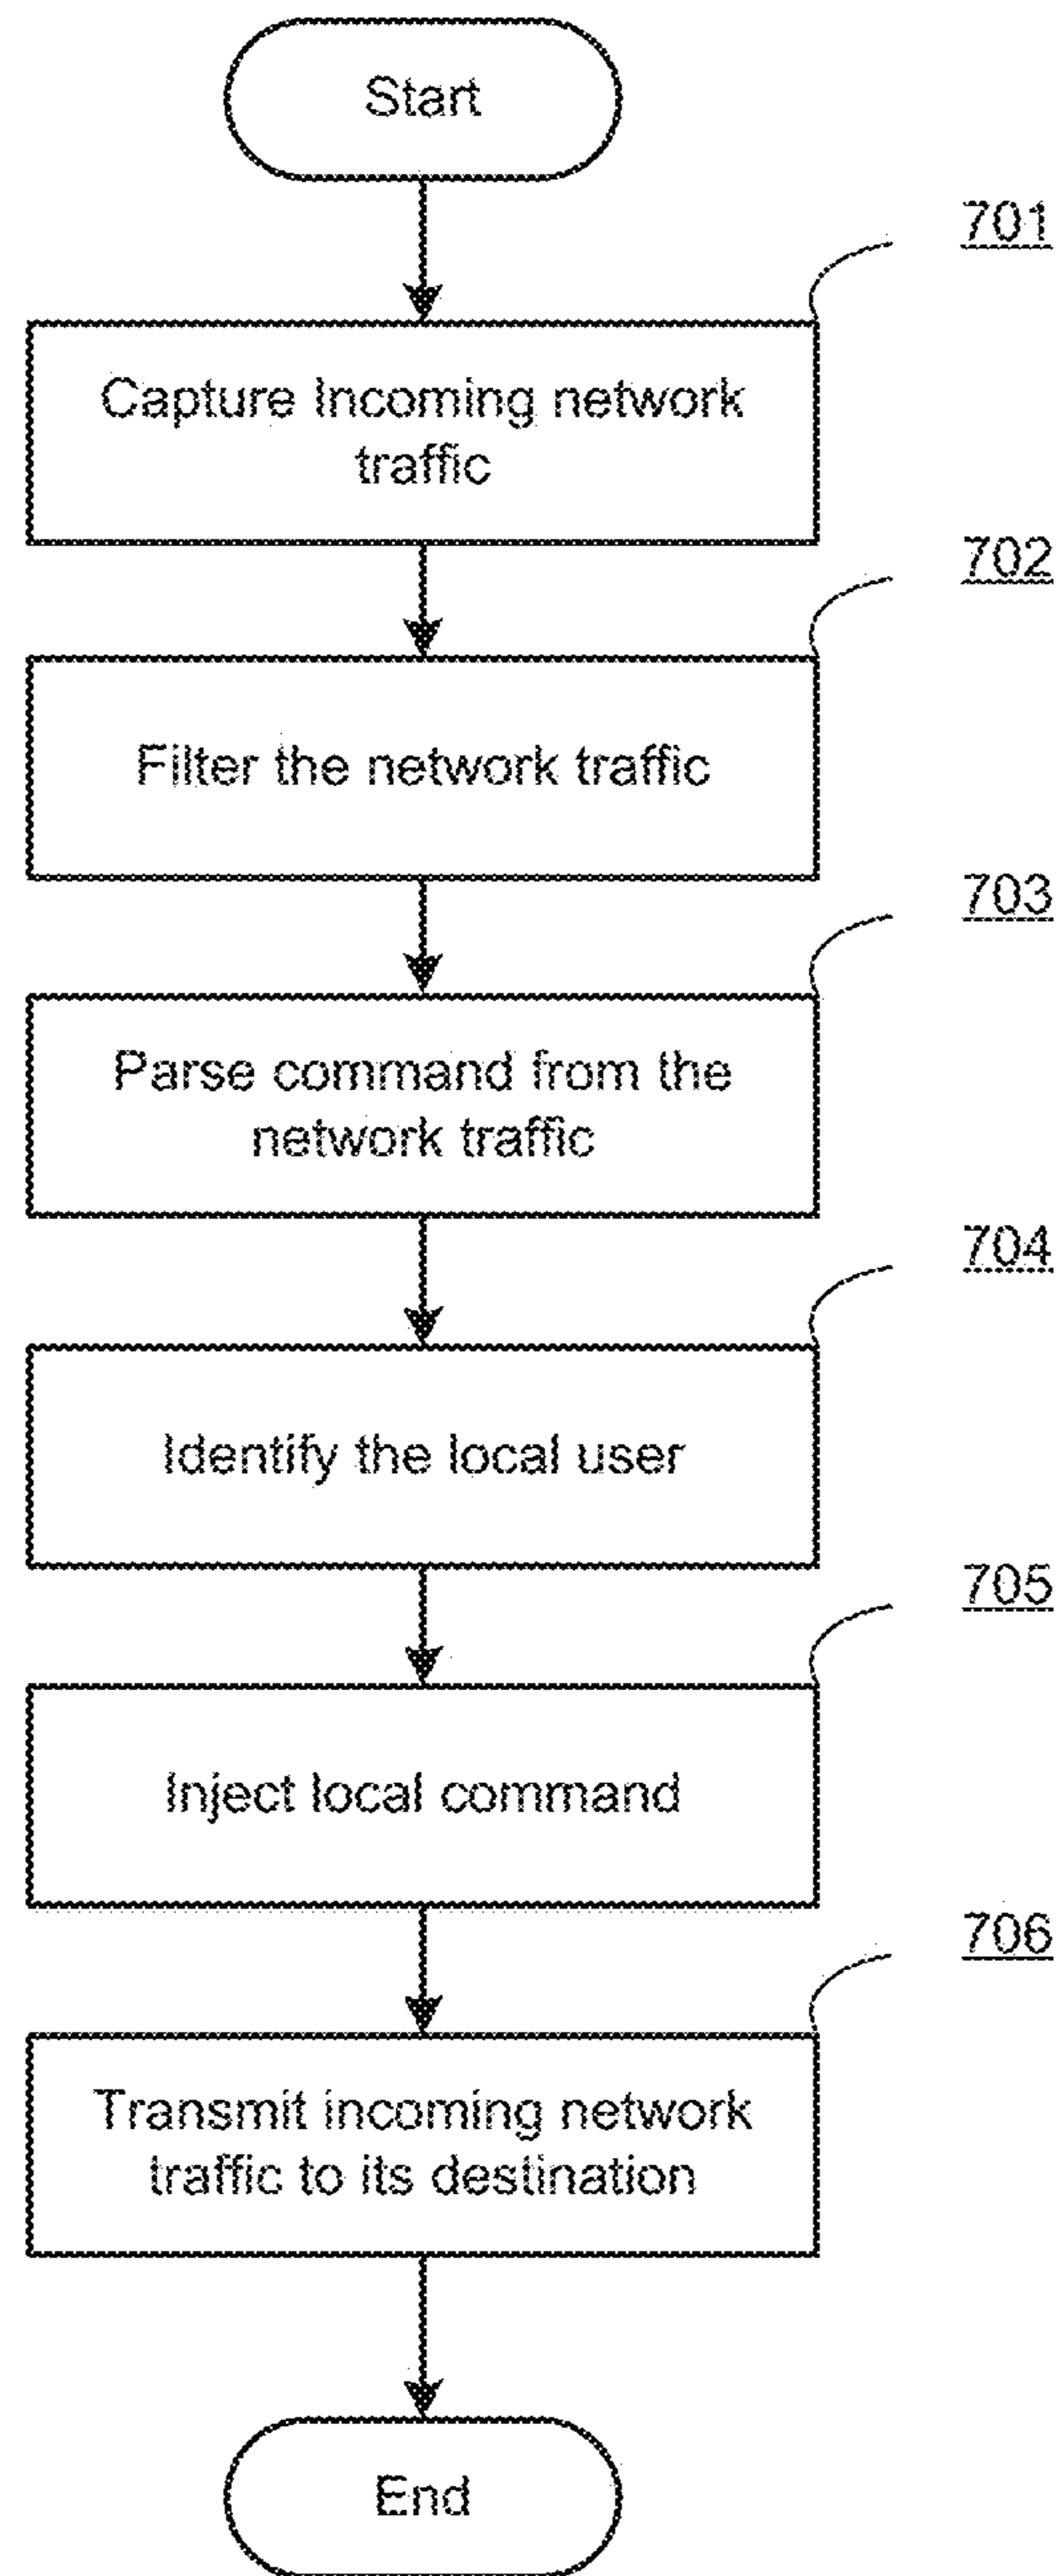 Start
701
Capture Incoming network
traffic
702
Filter the network traffic
703
Parse command from the
network traffic
704
Identify the local user
705
Inject local command
706
Transmit incoming network
traffic to its destination
End